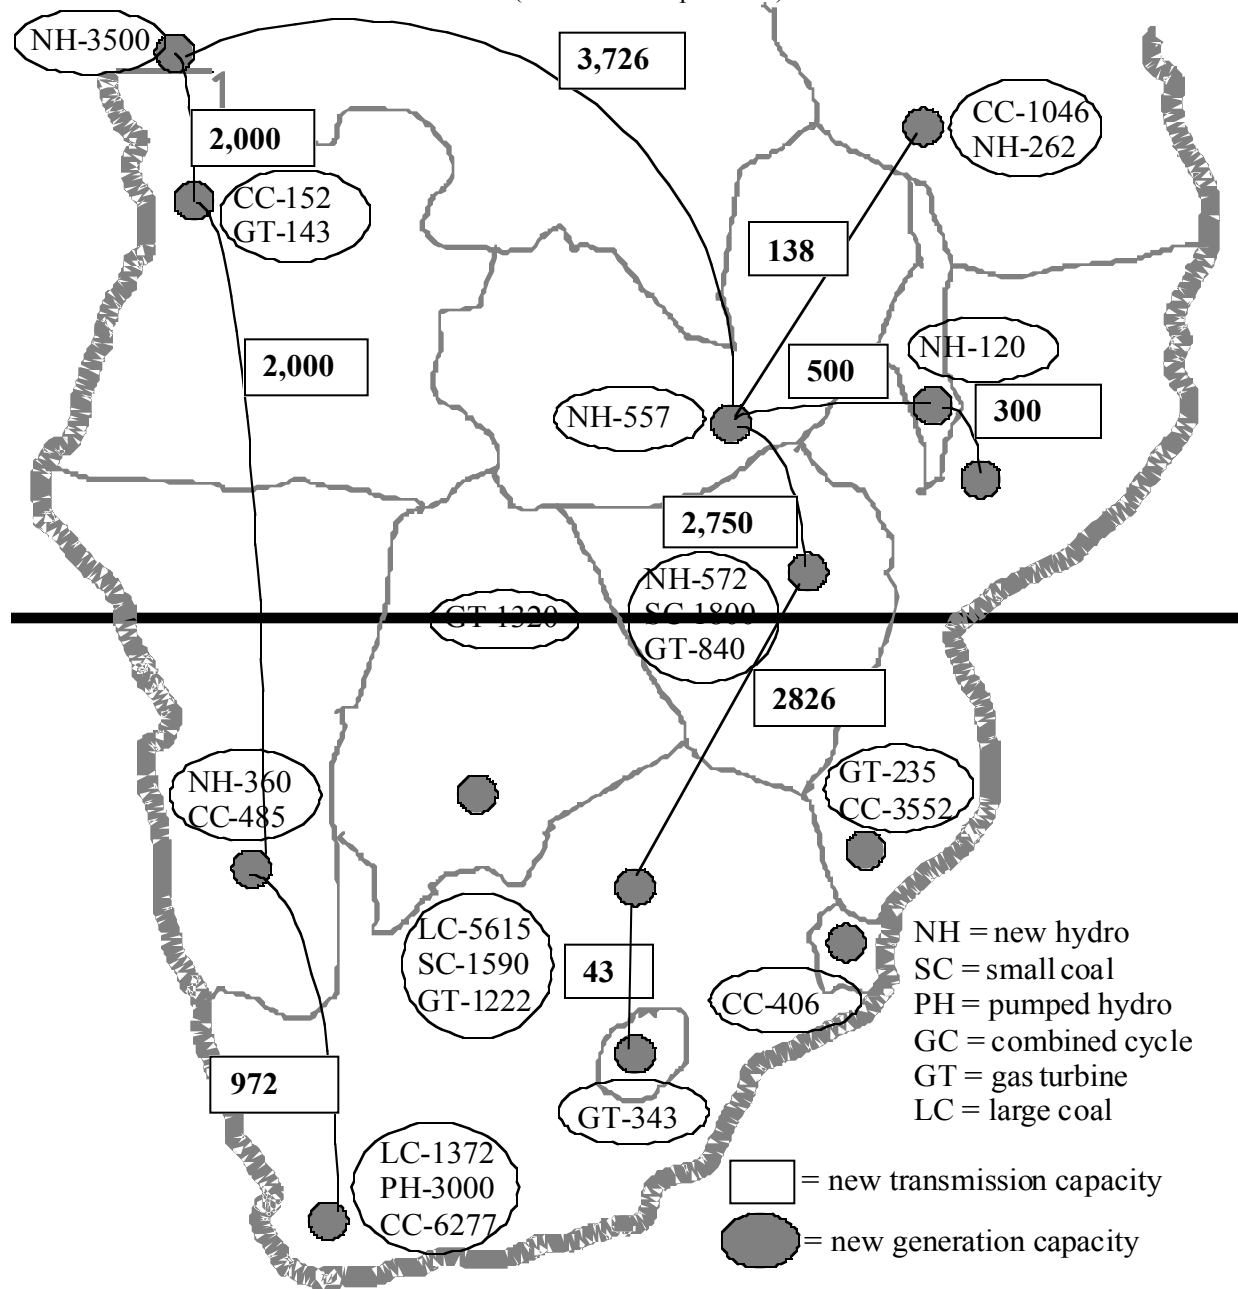 NH-3500
3,726
CC-1046
NH-262
2,000
CC-152
GT-143
138
NH-120
2,000
500
300
NH-557
2,750
NH-572
SC-1800
GT-840
GT-1320
2826
NH-360
CC-485
GT-235
CC-3552
LC-5615
SC-1590
GT-1222
43
CC-406
NH = new hydro
SC = small coal
PH = pumped hydro
GC = combined cycle
GT = gas turbine
LC = large coal
972
GT-343
LC-1372
PH-3000
CC-6277
= new transmission capacity
= new generation capacity